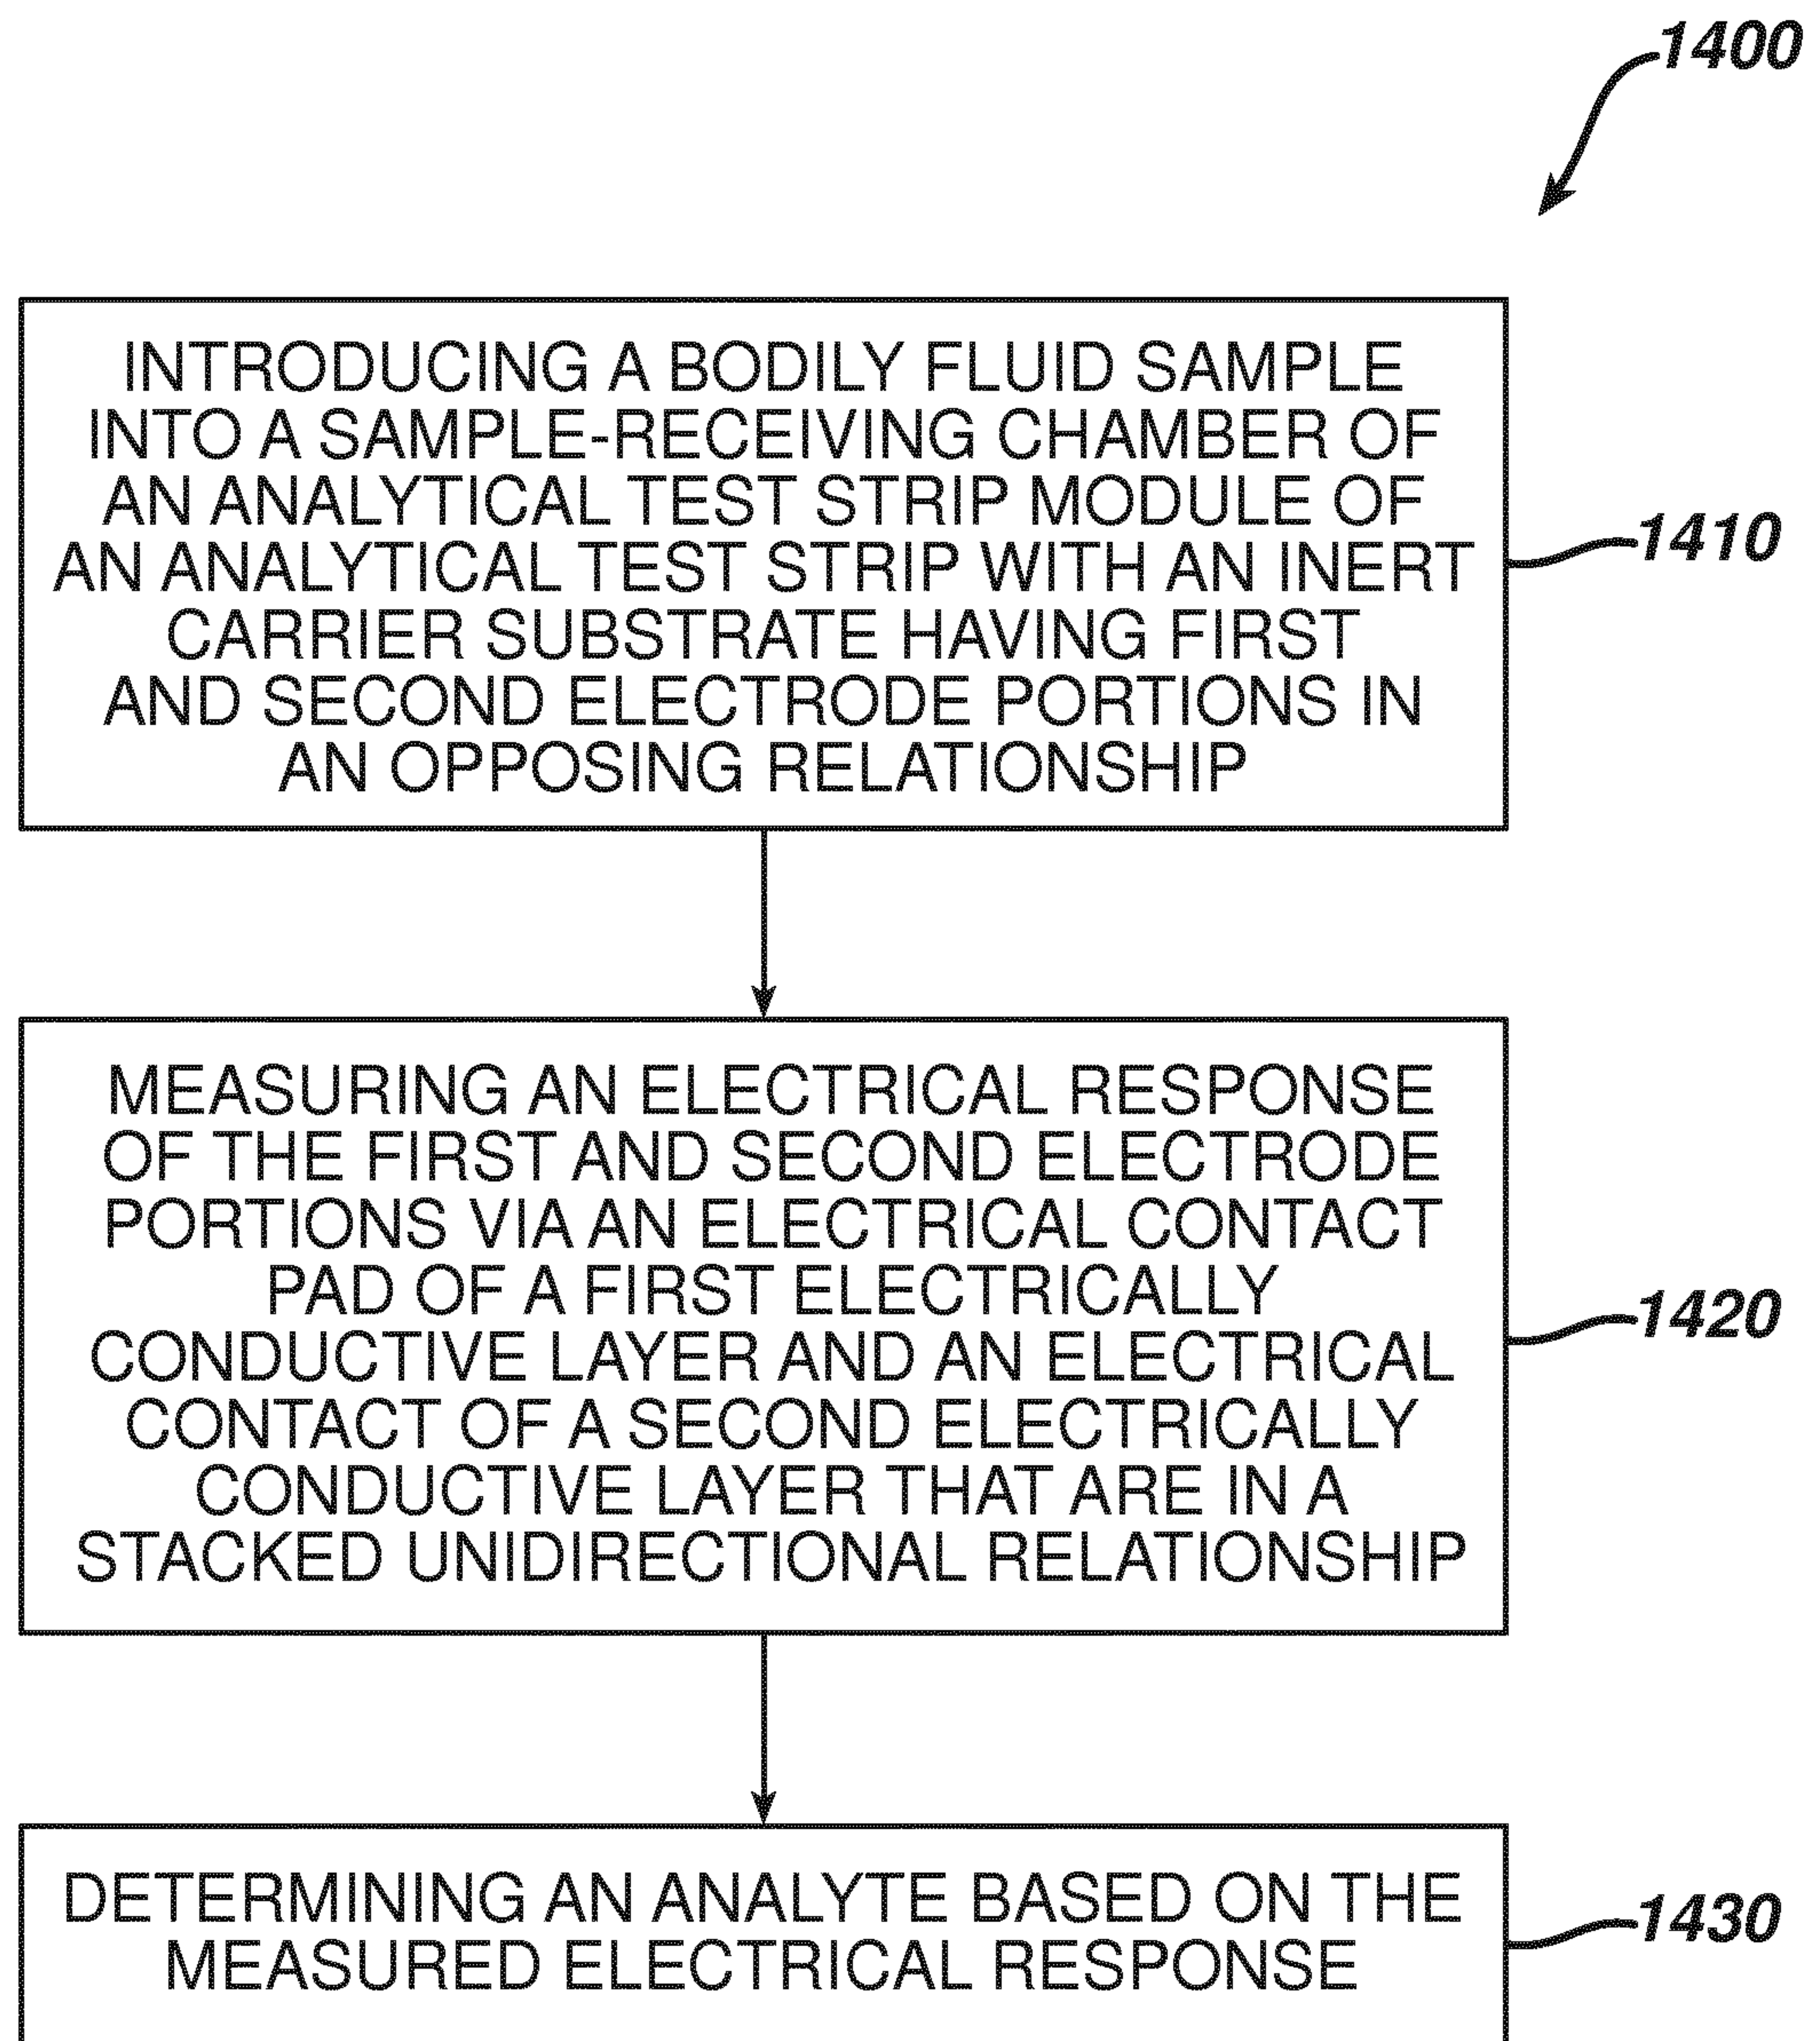 1400
INTRODUCING A BODILY FLUID SAMPLE
INTO A SAMPLE-RECEIVING CHAMBER OF
AN ANALYTICAL TEST STRIP MODULE OF
AN ANALYTICAL TEST STRIP WITH AN INERT
CARRIER SUBSTRATE HAVING FIRST
AND SECOND ELECTRODE PORTIONS IN
AN OPPOSING RELATIONSHIP
1410
MEASURING AN ELECTRICAL RESPONSE
OF THE FIRST AND SECOND ELECTRODE
PORTIONS VIA AN ELECTRICAL CONTACT
PAD OF A FIRST ELECTRICALLY
CONDUCTIVE LAYER AND AN ELECTRICAL
CONTACT OF A SECOND ELECTRICALLY
CONDUCTIVE LAYER THAT ARE IN A
STACKED UNIDIRECTIONAL RELATIONSHIP
1420
DETERMINING AN ANALYTE BASED ON THE
MEASURED ELECTRICAL RESPONSE
1430